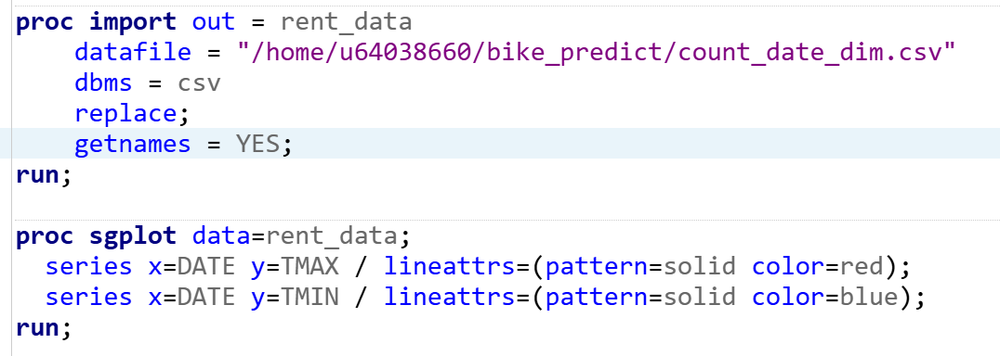 proc import out = rent_data
    datafile = "/home/u64038660/bike_predict/count_date_dim.csv"
    dbms = csv
    replace;
    getnames = YES;
run;
proc sgplot data=rent_data;
  series x=DATE y=TMAX / lineattrs=(pattern=solid color=red);
  series x=DATE y=TMIN / lineattrs=(pattern=solid color=blue);
run;